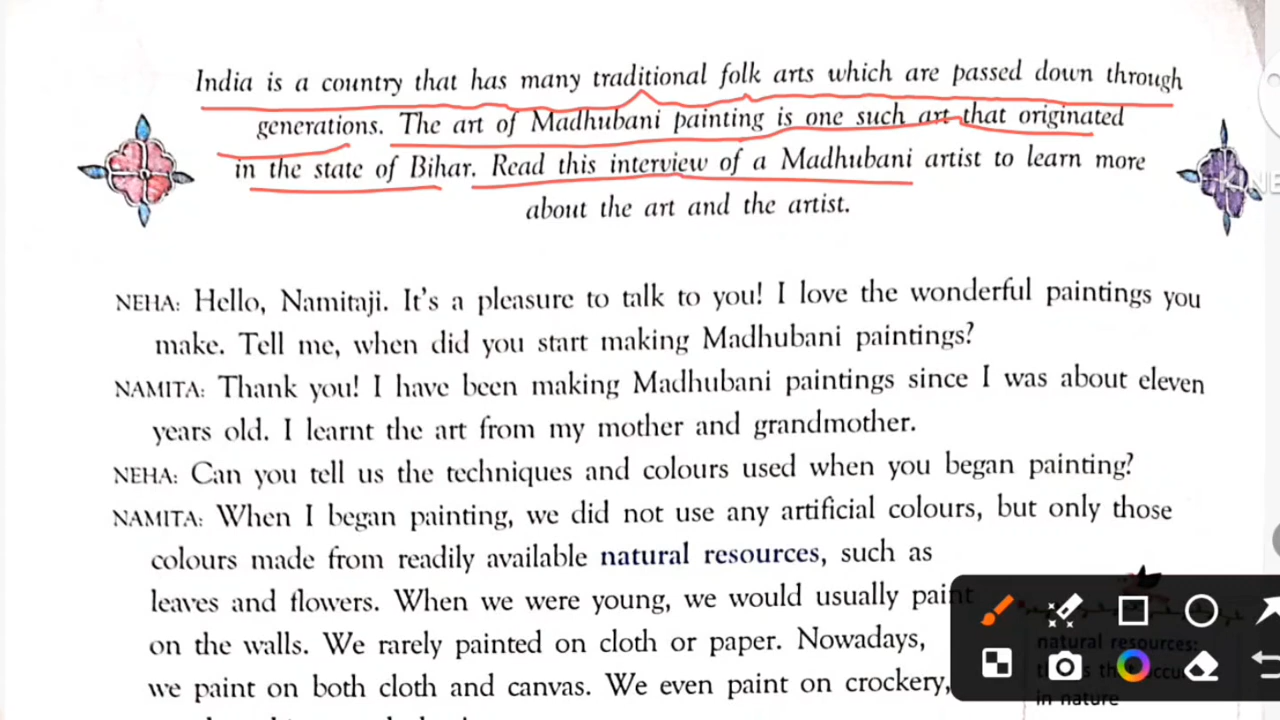 India is a country that has many traditional folk arts which are passed down through
generations. The art of Madhubani painting is one such art that originated
in the state of Bihar. Read this interview of a Madhubani artist to learn more
about the art and the artist.
KINE
NEHA: Hello, Namitaji. It's a pleasure to talk to you! I love the wonderful paintings you
make. Tell me, when did you start making Madhubani paintings?
NAMITA: Thank you! I have been making Madhubani paintings since I was about eleven
years old. I learnt the art from my mother and grandmother.
NEHA: Can you tell us the techniques and colours used when you began painting?
NAMITA: When I began painting, we did not use any artificial colours, but only those
colours made from readily available natural resources, such as
leaves and flowers. When we were young, we would usually paint
on the walls. We rarely painted on cloth or paper. Nowadays,
we paint on both cloth and canvas. We even paint on crockery,
natural resources:
in nature